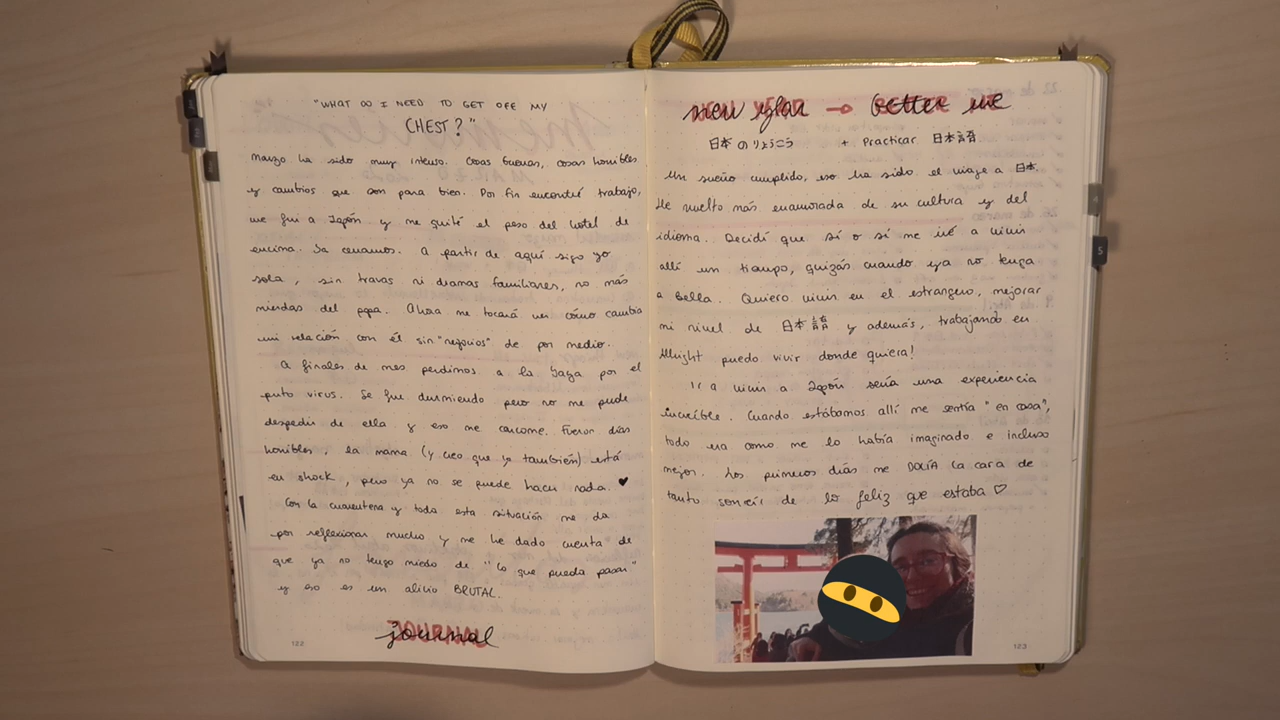 "WHAT DO I NEED TO GET OFF MY
CHEST?"
Marzo ha sido muy intenso. Cosas buenas, cosas horribles
y cambios que son para bien. Por fin encontré trabajo,
me fui a Japón y me quité el peso del hotel de
encima. Ya cerramos. A partir de aquí sigo yo
sola, sin travas ni dramas familiares, no más
mierdas del papa. Ahora me tocará ver cómo cambia
mi relación con él sin "negocios" de por medio.
A finales de mes perdimos a la Yaya por el
puto virus. Se fue durmiendo pero no me pude
despedir de ella y eso me carcome. Fueron días
horribles, la mama (y creo que yo también) está
en shock, pero ya no se puede hacer nada. ♥
Con la cuarentena y toda esta situación me da
por reflexionar mucho y me he dado cuenta de
que ya no tengo miedo de "lo que pueda pasar"
y eso es un alivio BRUTAL.
JOURNAL
journal
122
NEW YEAR → BETTER ME
new year → better me
日本のりょうこう + Practicar 日本語
Un sueño cumplido, eso ha sido el viaje a 日本.
He vuelto más enamorada de su cultura y del
idioma. Decidí que sí o sí me iré a vivir
allí un tiempo, quizás cuando ya no tenga
a Bella. Quiero vivir en el estrangero, mejorar
mi nivel de 日本語 y además, trabajando en
Allright puedo vivir donde quiera!
Ir a vivir a Japón sería una experiencia
increíble. Cuando estábamos allí me sentía "en casa",
todo era como me lo había imaginado e incluso
mejor. Los primeros días me DOLÍA la cara de
tanto sonreír de lo feliz que estaba ♡
123
5